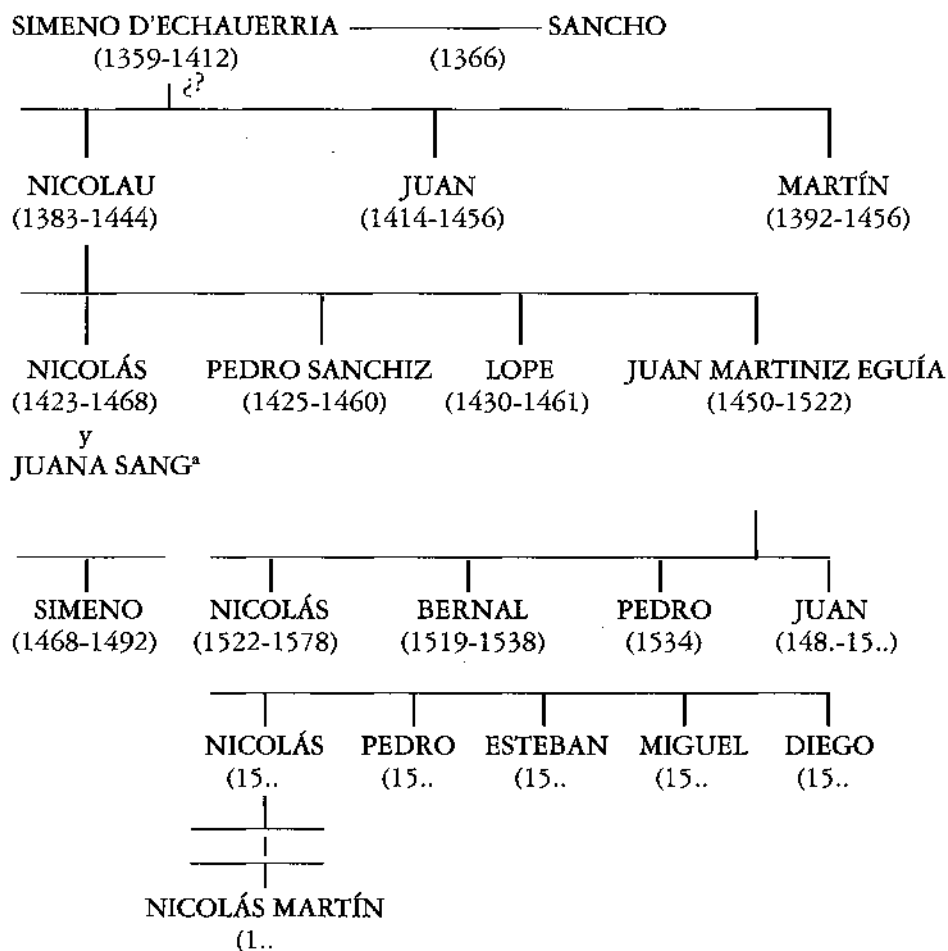 SIMENO D'ECHAUERRIA SANCHO
(1359-1412) (1366)
¿?
NICOLAU JUAN MARTÍN
(1383-1444) (1414-1456) (1392-1456)
NICOLÁS PEDRO SANCHIZ LOPE JUAN MARTINIZ EGUÍA
(1423-1468) (1425-1460) (1430-1461) (1450-1522)
y
JUANA SANGª
SIMENO NICOLÁS BERNAL PEDRO JUAN
(1468-1492) (1522-1578) (1519-1538) (1534) (148.-15..)
NICOLÁS PEDRO ESTEBAN MIGUEL DIEGO
(15.. (15.. (15.. (15.. (15..
NICOLÁS MARTÍN
(1..